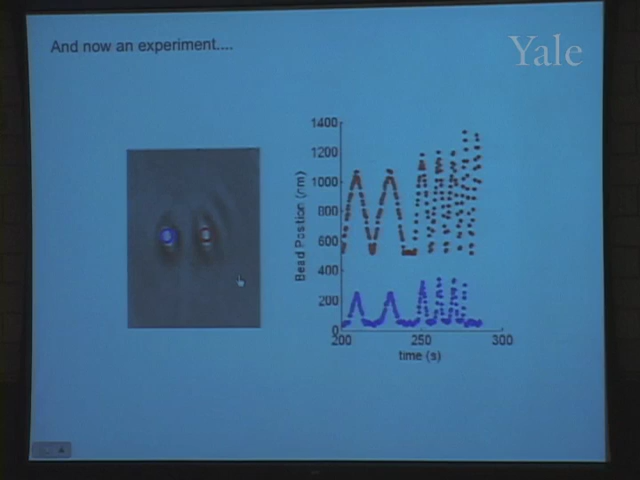 And now an experiment....
Yale
1400
1200
1000
800
600
400
200
0
Bead Position (nm)
200
250
300
time (s)